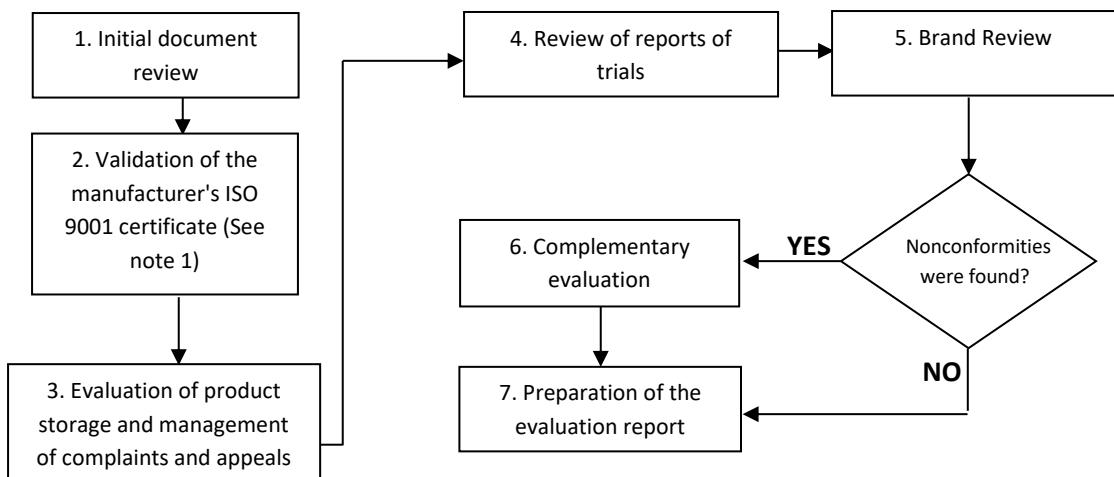 1. Initial document
review
2. Validation of the
manufacturer's ISO
9001 certificate (See
note 1)
3. Evaluation of product
storage and management
of complaints and appeals
4. Review of reports of
trials
5. Brand Review
Nonconformities
were found?
YES
6. Complementary
evaluation
NO
7. Preparation of the
evaluation report